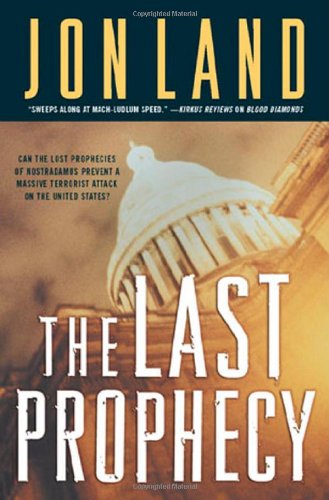 JON LAND
"SWEEPS ALONG AT MACH-LUDLUM SPEED." —KIRKUS REVIEWS ON BLOOD DIAMONDS
CAN THE LOST PROPHECIES
OF NOSTRADAMUS PREVENT A
MASSIVE TERRORIST ATTACK
ON THE UNITED STATES?
THE LAST
PROPHECY